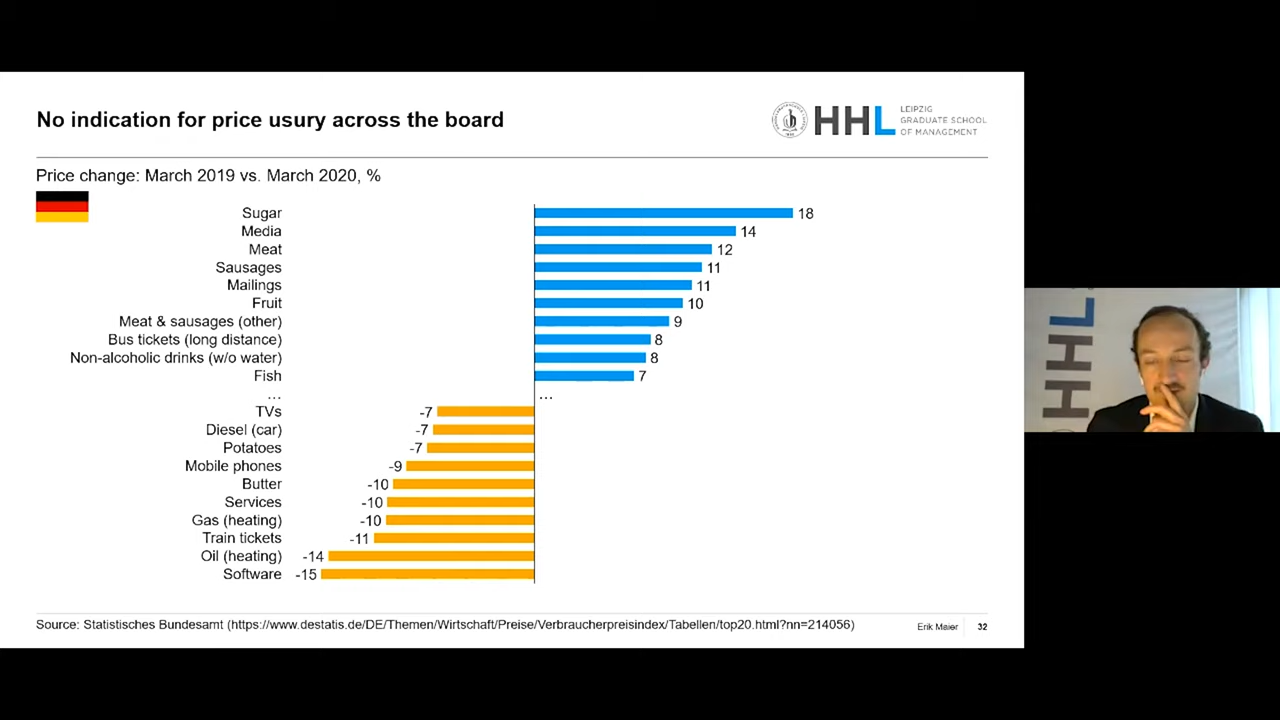 No indication for price usury across the board
HHL
LEIPZIG
GRADUATE SCHOOL
OF MANAGEMENT
Price change: March 2019 vs. March 2020, %
Sugar 18
Media 14
Meat 12
Sausages 11
Mailings 11
Fruit 10
Meat & sausages (other) 9
Bus tickets (long distance) 8
Non-alcoholic drinks (w/o water) 8
Fish 7
... ...
TVs -7
Diesel (car) -7
Potatoes -7
Mobile phones -9
Butter -10
Services -10
Gas (heating) -10
Train tickets -11
Oil (heating) -14
Software -15
Source: Statistisches Bundesamt (https://www.destatis.de/DE/Themen/Wirtschaft/Preise/Verbraucherpreisindex/Tabellen/top20.html?nn=214056)
Erik Maier 32
HHL